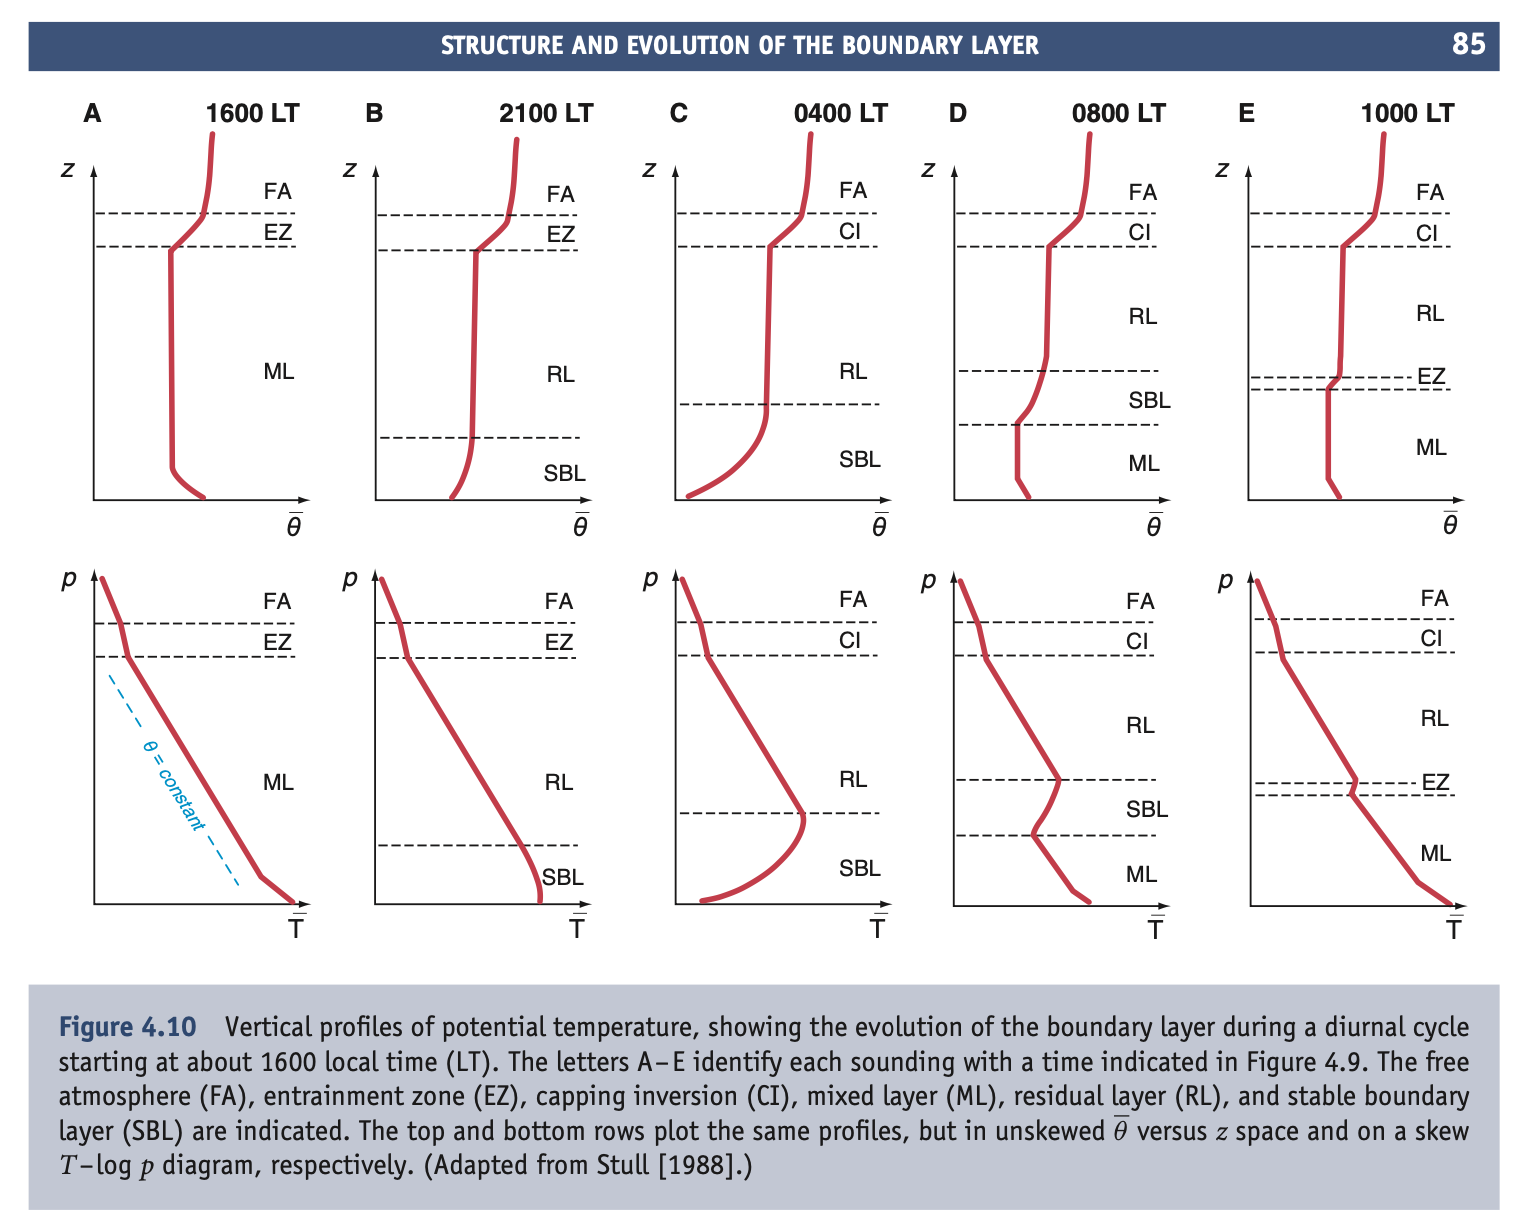 STRUCTURE AND EVOLUTION OF THE BOUNDARY LAYER 85
A 1600 LT B 2100 LT C 0400 LT D 0800 LT E 1000 LT
z z z z z
FA FA FA FA FA
EZ EZ CI CI CI
ML RL RL RL RL
SBL SBL SBL EZ
ML ML
θ̅ θ̅ θ̅ θ̅ θ̅
p p p p p
FA FA FA FA FA
EZ EZ CI CI CI
θ = constant
ML RL RL RL RL
SBL SBL SBL EZ
ML ML
T̅ T̅ T̅ T̅ T̅
Figure 4.10 Vertical profiles of potential temperature, showing the evolution of the boundary layer during a diurnal cycle
starting at about 1600 local time (LT). The letters A–E identify each sounding with a time indicated in Figure 4.9. The free
atmosphere (FA), entrainment zone (EZ), capping inversion (CI), mixed layer (ML), residual layer (RL), and stable boundary
layer (SBL) are indicated. The top and bottom rows plot the same profiles, but in unskewed θ̅ versus z space and on a skew
T–log p diagram, respectively. (Adapted from Stull [1988].)